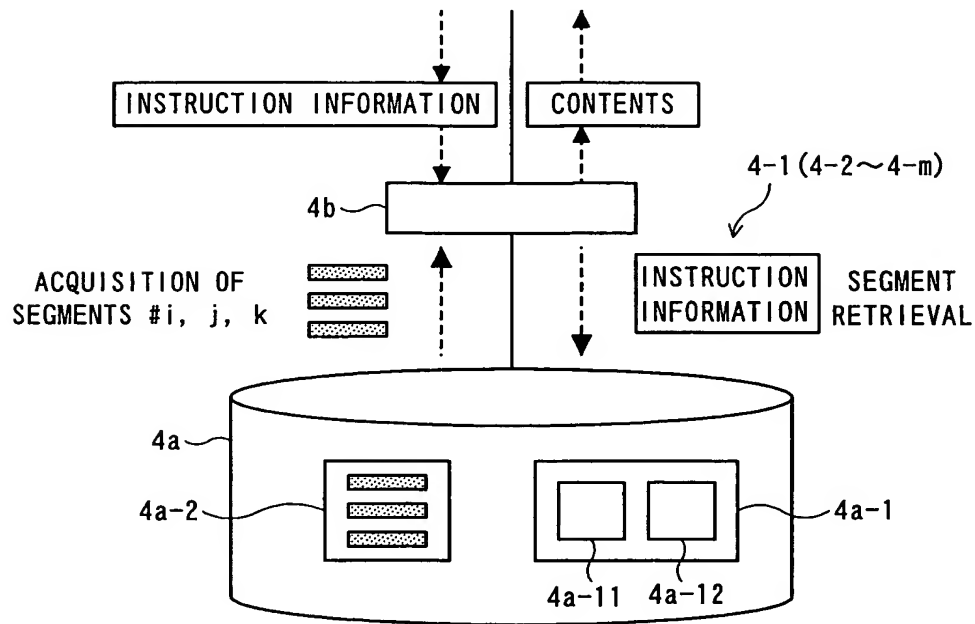 INSTRUCTION INFORMATION
CONTENTS
4-1(4-2～4-m)
4b
ACQUISITION OF
SEGMENTS #i, j, k
INSTRUCTION
INFORMATION
SEGMENT
RETRIEVAL
4a
4a-2
4a-1
4a-11
4a-12